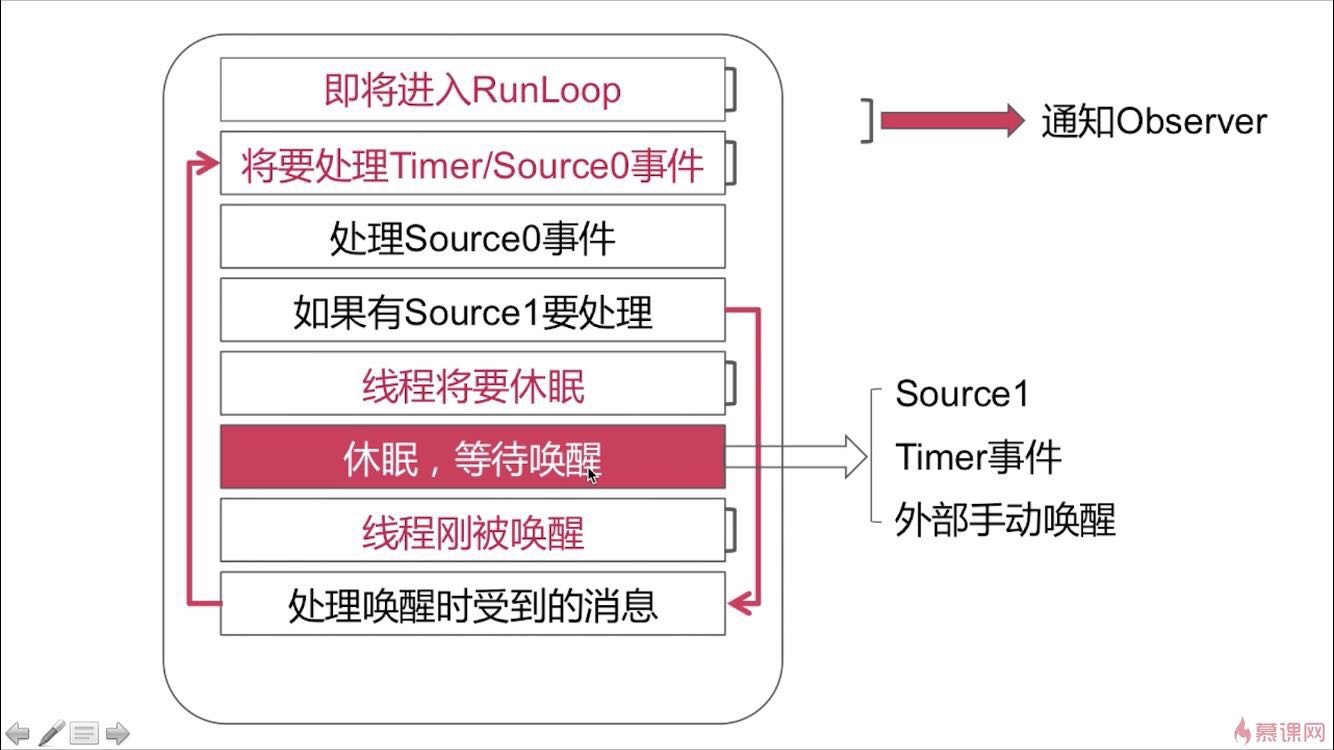 即将进入RunLoop
将要处理Timer/Source0事件
处理Source0事件
如果有Source1要处理
线程将要休眠
休眠，等待唤醒
线程刚被唤醒
处理唤醒时受到的消息
通知Observer
Source1
Timer事件
外部手动唤醒
慕课网